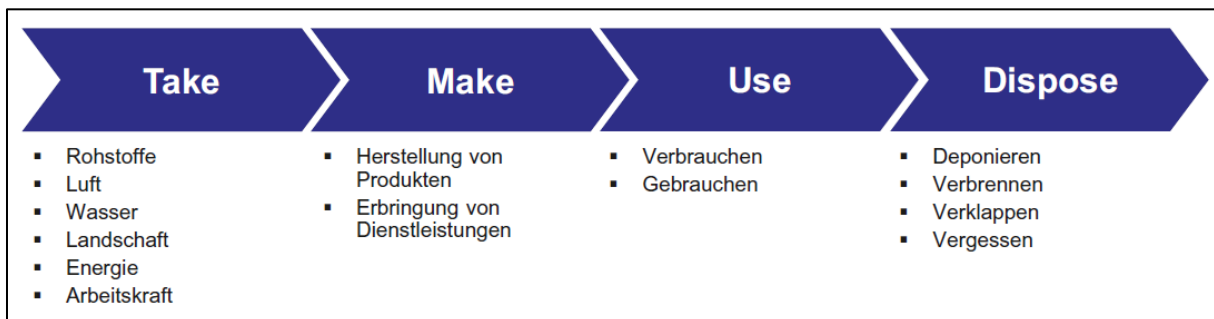 Take
Make
Use
Dispose
▪ Rohstoffe
▪ Luft
▪ Wasser
▪ Landschaft
▪ Energie
▪ Arbeitskraft
▪ Herstellung von
Produkten
▪ Erbringung von
Dienstleistungen
▪ Verbrauchen
▪ Gebrauchen
▪ Deponieren
▪ Verbrennen
▪ Verklappen
▪ Vergessen